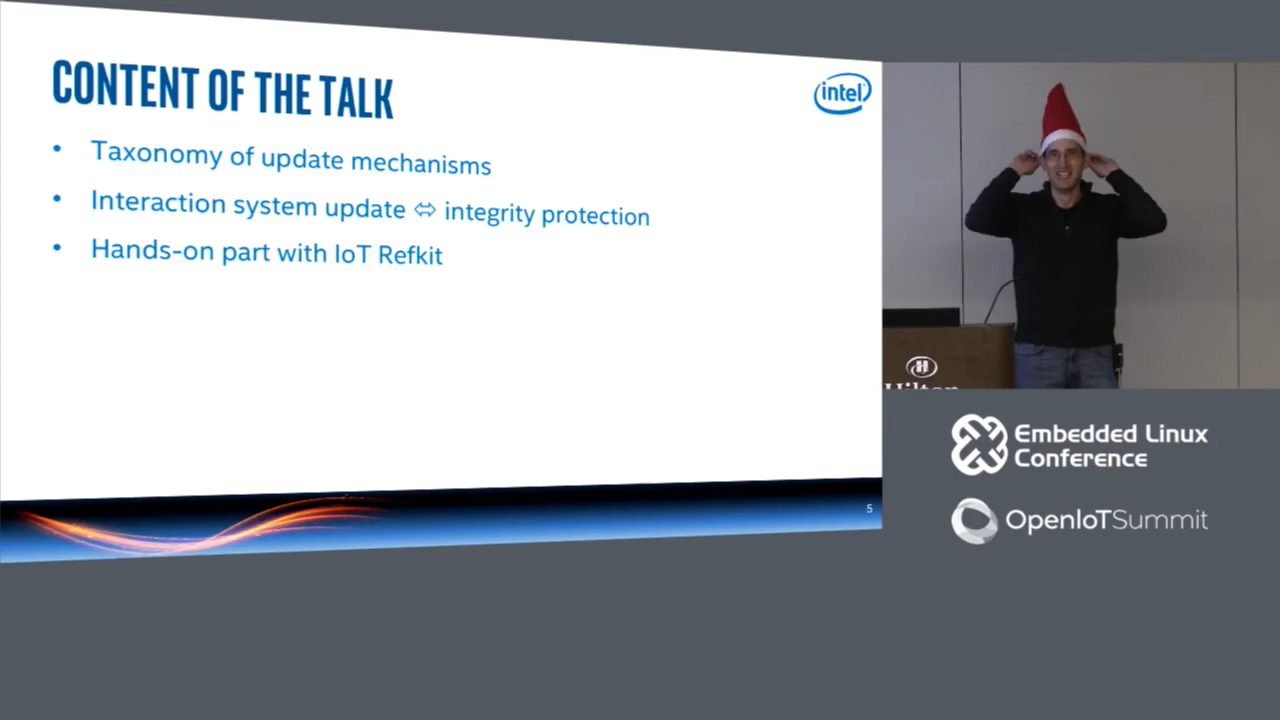 CONTENT OF THE TALK
intel
• Taxonomy of update mechanisms
• Interaction system update ⇔ integrity protection
• Hands-on part with IoT Refkit
5
H
Hilton
Embedded Linux
Conference
OpenIoTSummit